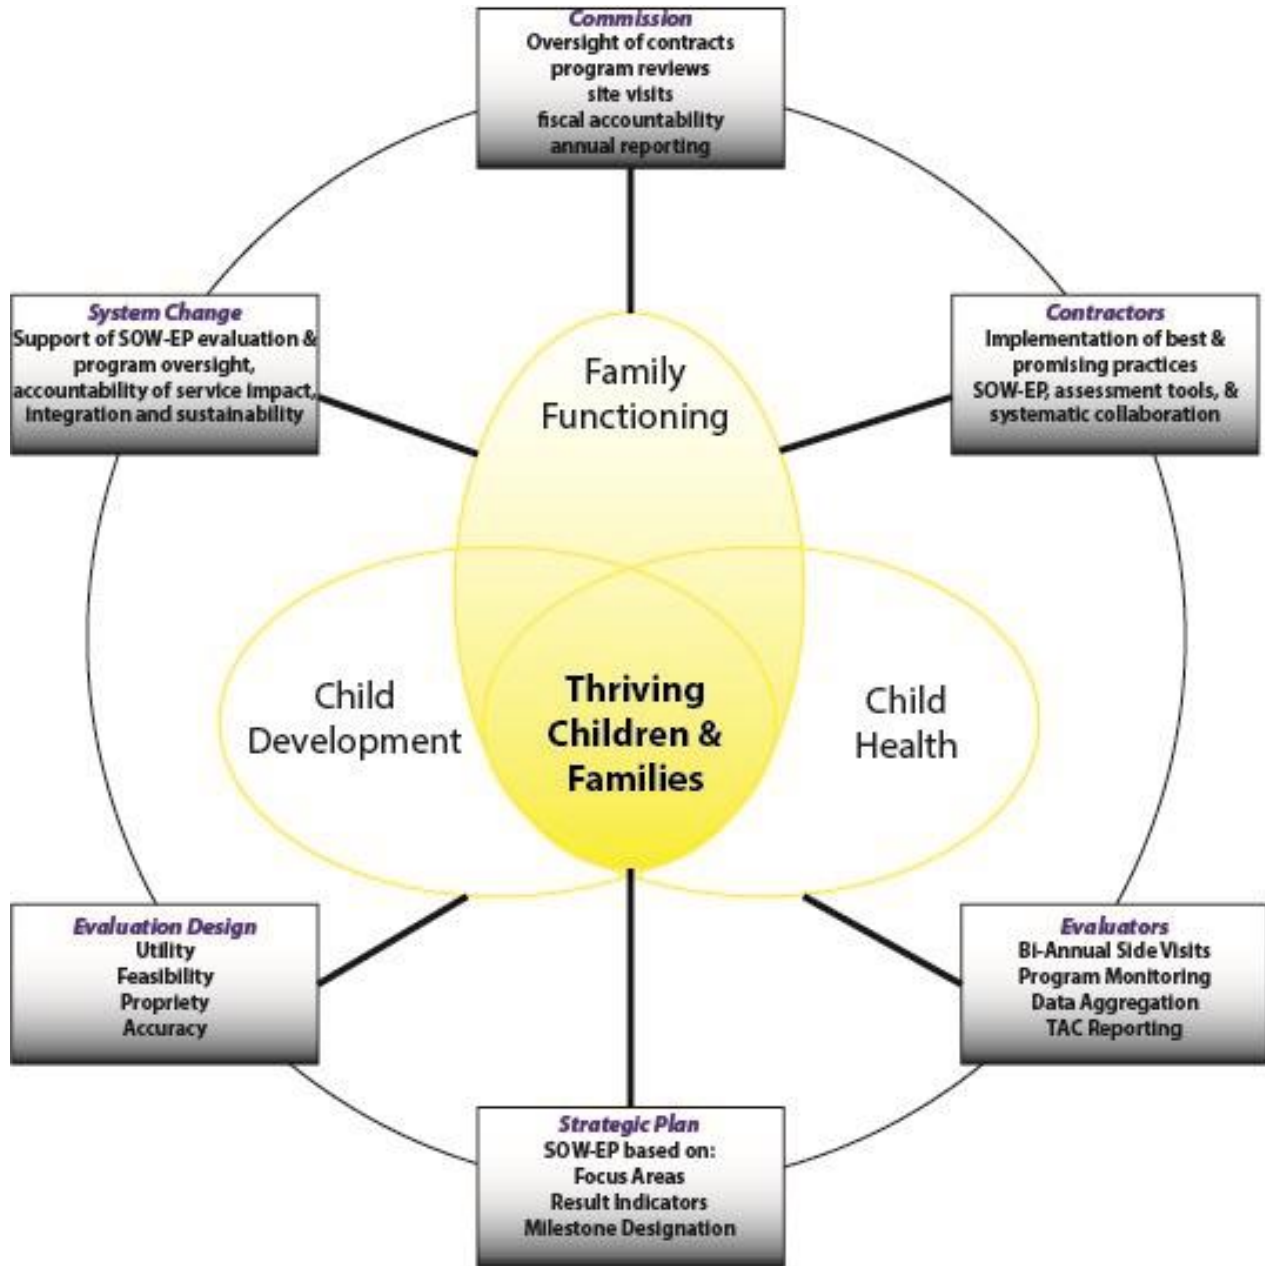 Commission
Oversight of contracts
program reviews
site visits
fiscal accountability
annual reporting
System Change
Support of SOW-EP evaluation &
program oversight,
accountability of service impact,
integration and sustainability
Contractors
Implementation of best &
promising practices
SOW-EP, assessment tools, &
systematic collaboration
Family
Functioning
Child
Development
Thriving
Children &
Families
Child
Health
Evaluation Design
Utility
Feasibility
Propriety
Accuracy
Evaluators
Bi-Annual Side Visits
Program Monitoring
Data Aggregation
TAC Reporting
Strategic Plan
SOW-EP based on:
Focus Areas
Result Indicators
Milestone Designation